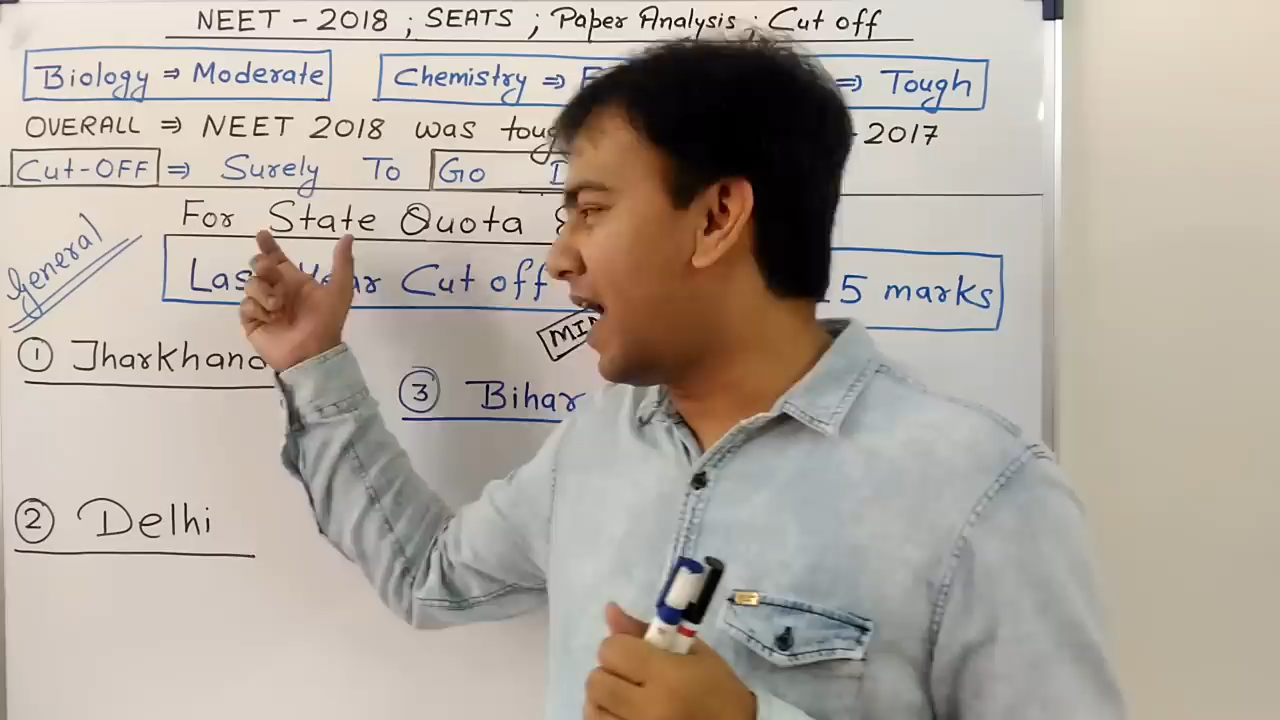 NEET - 2018 ; SEATS ; Paper Analysis ; Cut off
Biology ⇒ Moderate
Chemistry ⇒
⇒ Tough
OVERALL ⇒ NEET 2018 was
- 2017
Cut-OFF ⇒ Surely To Go
For State Quota
General
Cut off
5 marks
① Jharkhand
③ Bihar
② Delhi